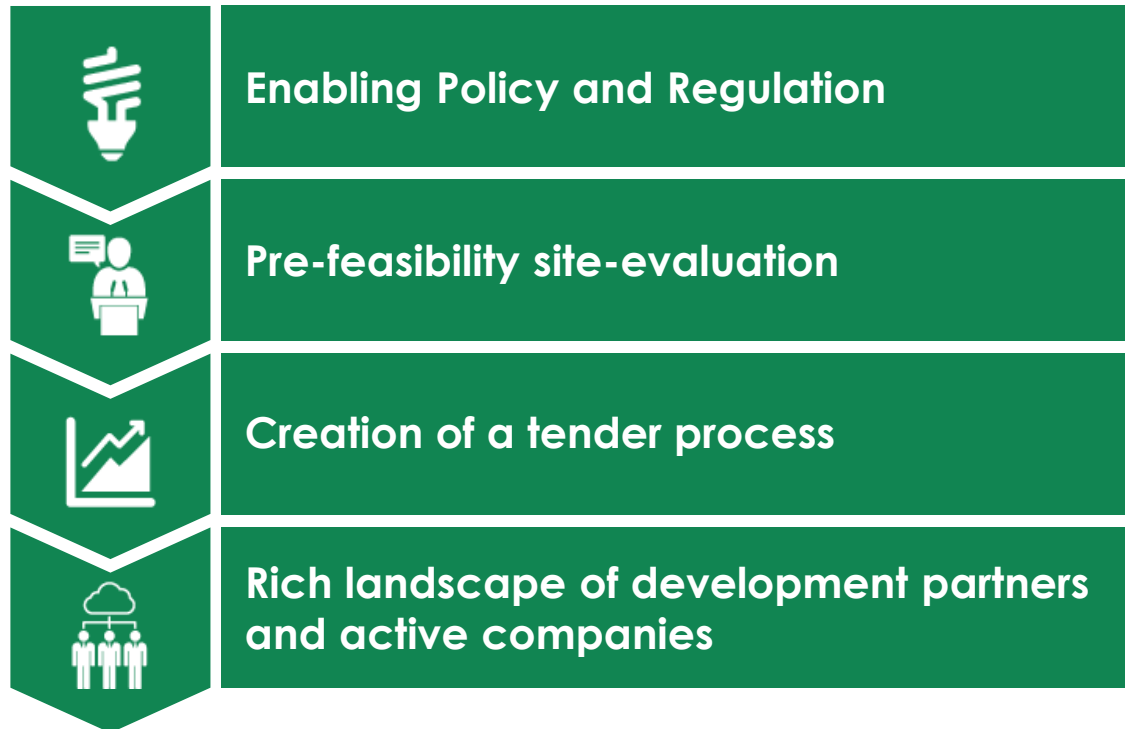 Enabling Policy and Regulation
Pre-feasibility site-evaluation
Creation of a tender process
Rich landscape of development partners
and active companies